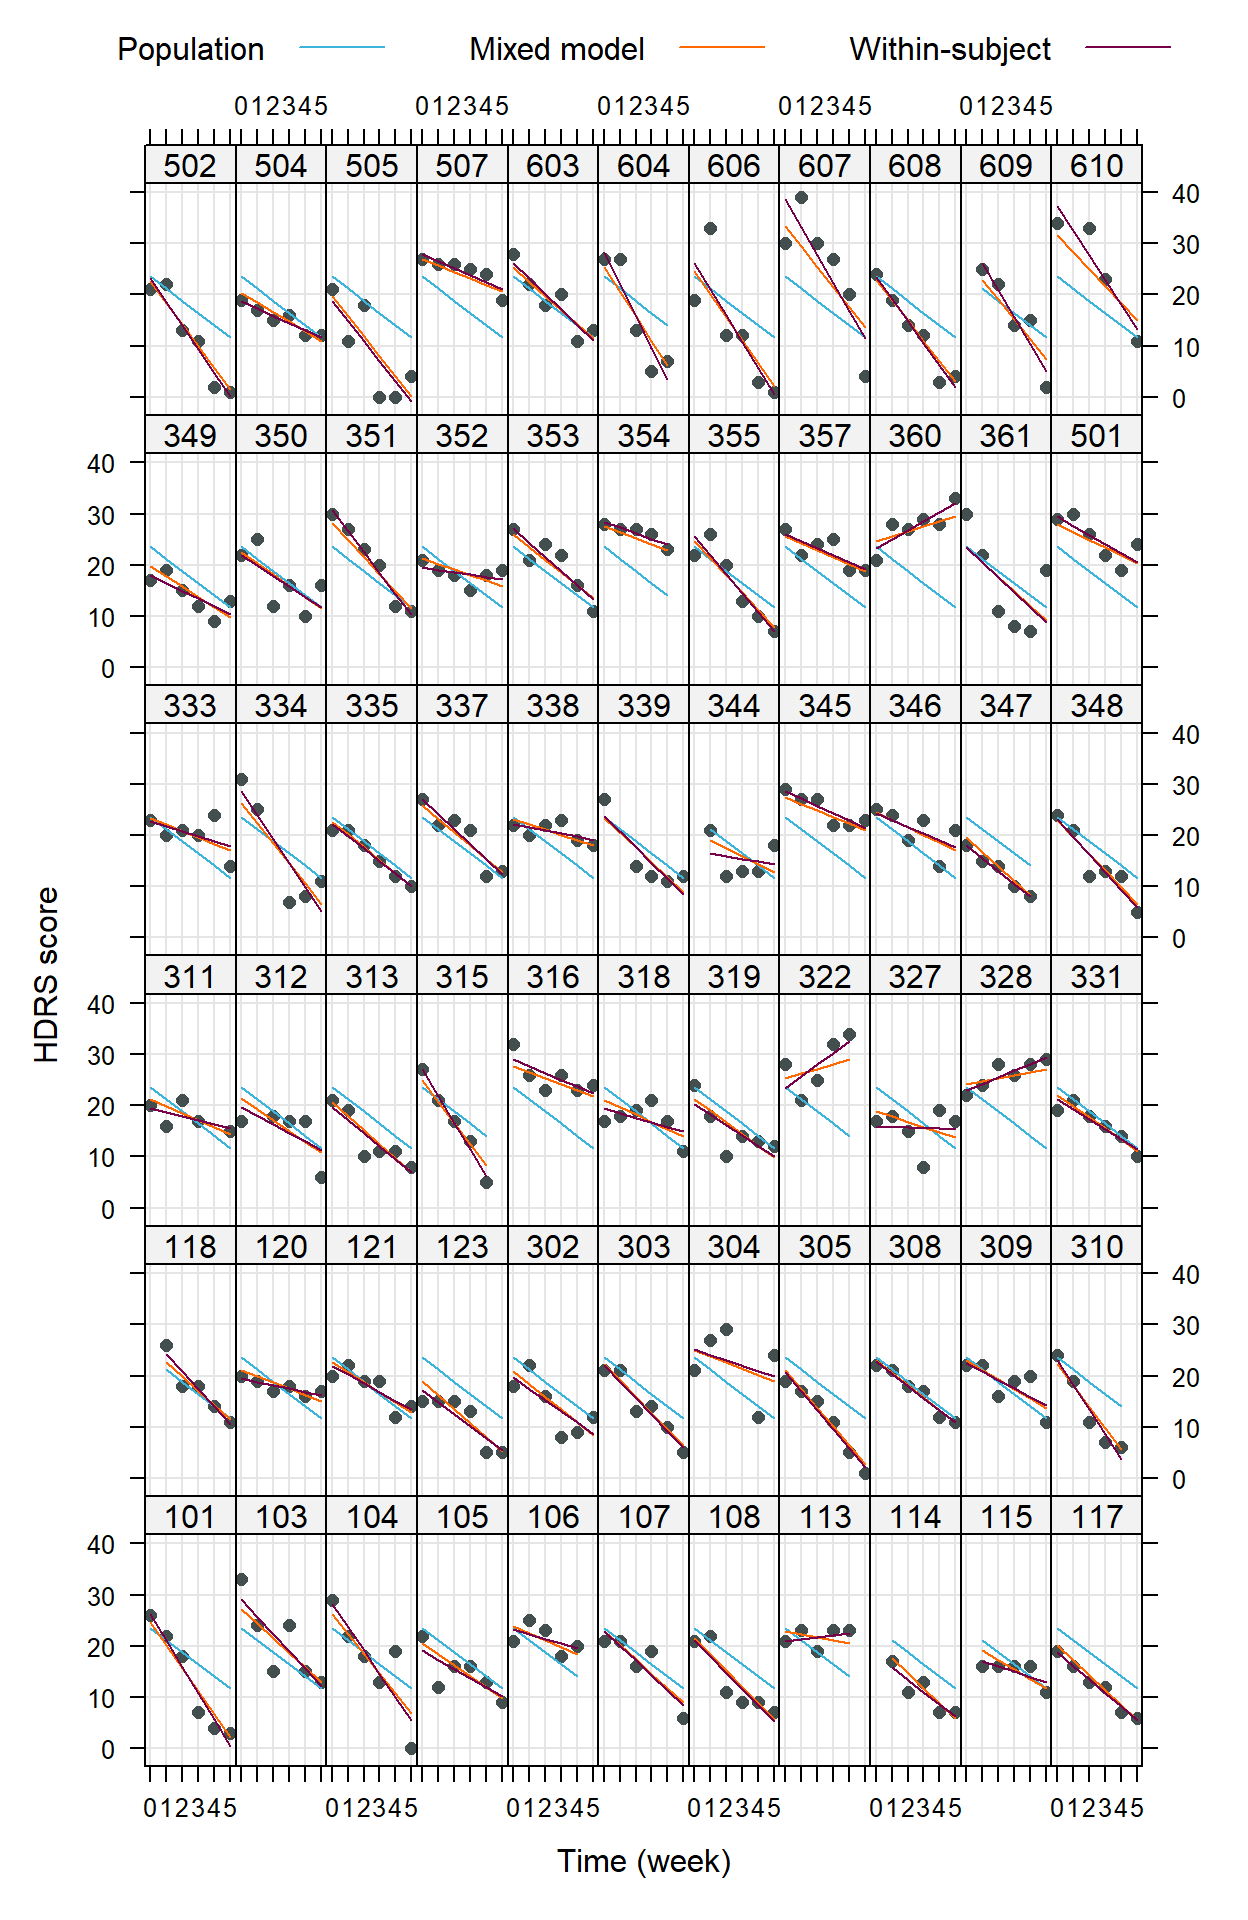 Population Mixed model Within-subject
012345 012345 012345 012345 012345
502 504 505 507 603 604 606 607 608 609 610
40
30
20
10
0
349 350 351 352 353 354 355 357 360 361 501
40
30
20
10
0
333 334 335 337 338 339 344 345 346 347 348
40
30
20
10
0
311 312 313 315 316 318 319 322 327 328 331
40
30
20
10
0
118 120 121 123 302 303 304 305 308 309 310
40
30
20
10
0
101 103 104 105 106 107 108 113 114 115 117
40
30
20
10
0
HDRS score
012345 012345 012345 012345 012345 012345
Time (week)